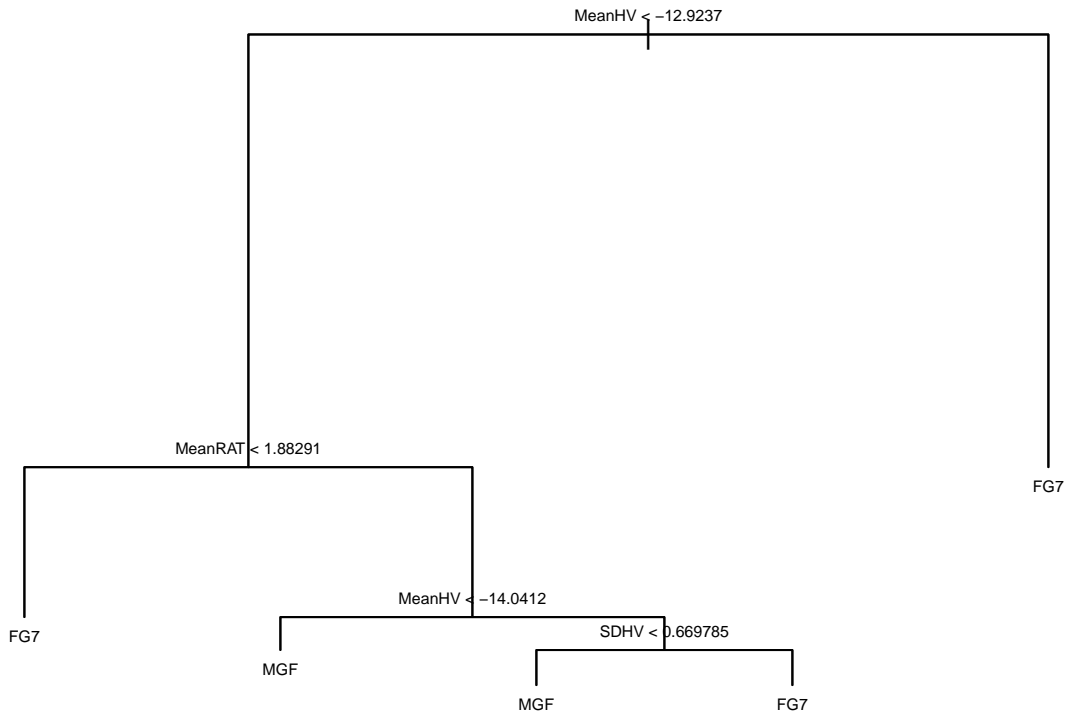 MeanHV < −12.9237
MeanRAT < 1.88291
FG7
MeanHV < −14.0412
SDHV < 0.669785
FG7
MGF
MGF
FG7